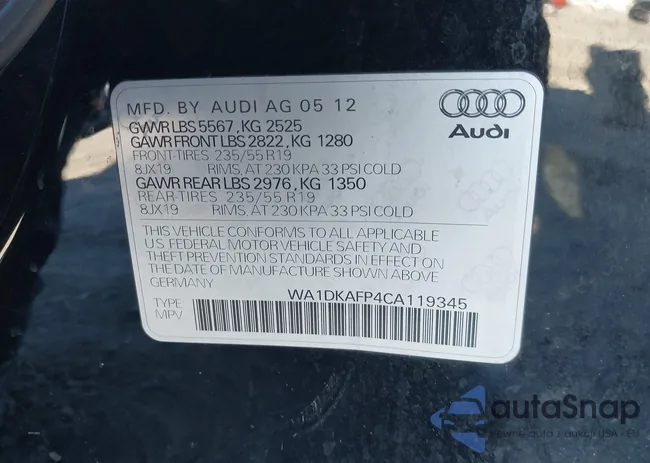 MFD. BY AUDI AG 05 12
GVWR LBS 5567, KG 2525
GAWR FRONT LBS 2822, KG 1280
FRONT-TIRES 235/55 R19
8JX19 RIMS, AT 230 KPA 33 PSI COLD
GAWR REAR LBS 2976, KG 1350
REAR-TIRES 235/55 R19
8JX19 RIMS, AT 230 KPA 33 PSI COLD
Audi
THIS VEHICLE CONFORMS TO ALL APPLICABLE
U.S. FEDERAL MOTOR VEHICLE SAFETY AND
THEFT PREVENTION STANDARDS IN EFFECT ON
THE DATE OF MANUFACTURE SHOWN ABOVE
GERMANY
WA1DKAFP4CA119345
TYPE:
MPV
autaSnap
USA - EU